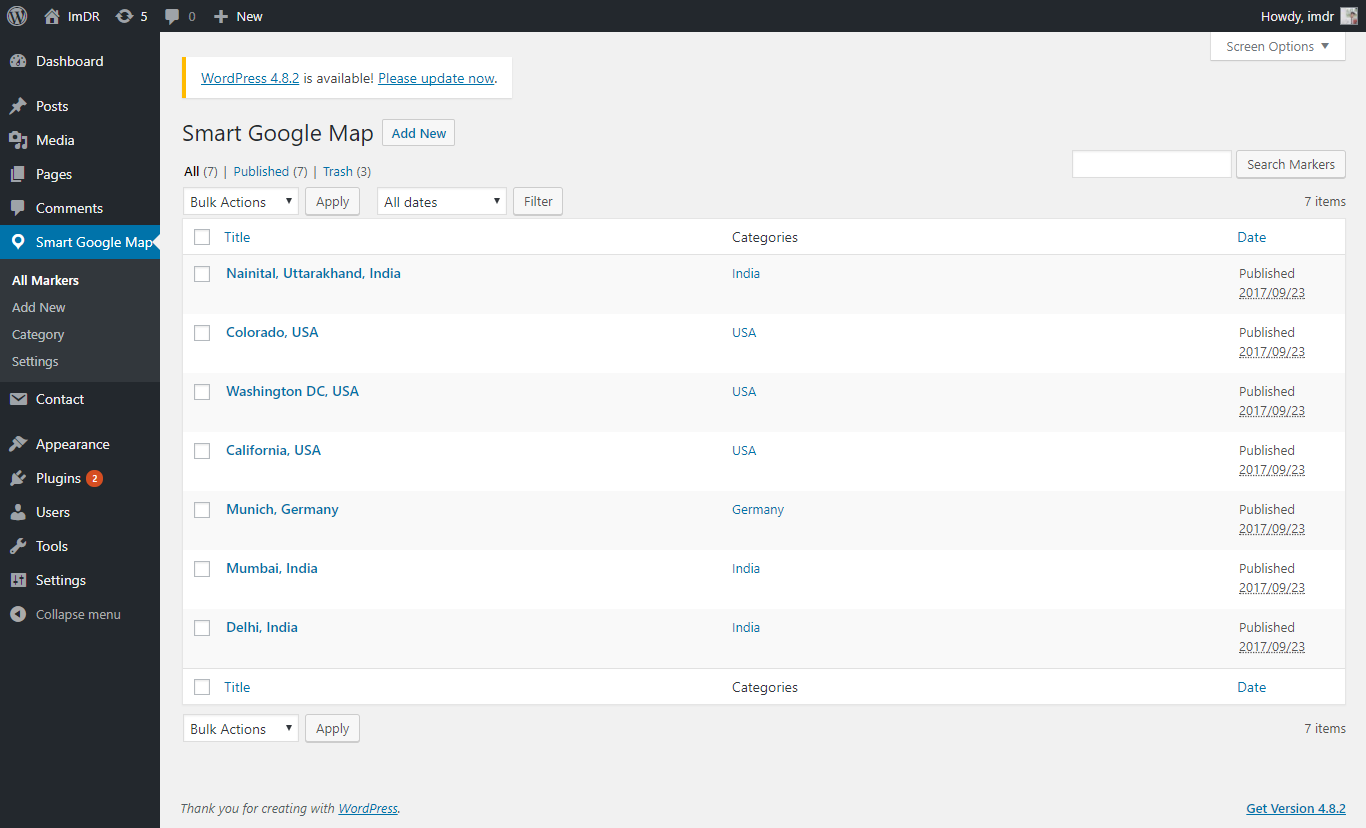 ImDR 5 0 New Howdy, imdr
Screen Options
Dashboard
Posts
Media
Pages
Comments
Smart Google Map
All Markers
Add New
Category
Settings
Contact
Appearance
Plugins 2
Users
Tools
Settings
Collapse menu
WordPress 4.8.2 is available! Please update now.
Smart Google Map Add New
All (7) | Published (7) | Trash (3)
Search Markers
Bulk Actions Apply All dates Filter 7 items
Title Categories Date
Nainital, Uttarakhand, India India Published
2017/09/23
Colorado, USA USA Published
2017/09/23
Washington DC, USA USA Published
2017/09/23
California, USA USA Published
2017/09/23
Munich, Germany Germany Published
2017/09/23
Mumbai, India India Published
2017/09/23
Delhi, India India Published
2017/09/23
Title Categories Date
Bulk Actions Apply 7 items
Thank you for creating with WordPress. Get Version 4.8.2